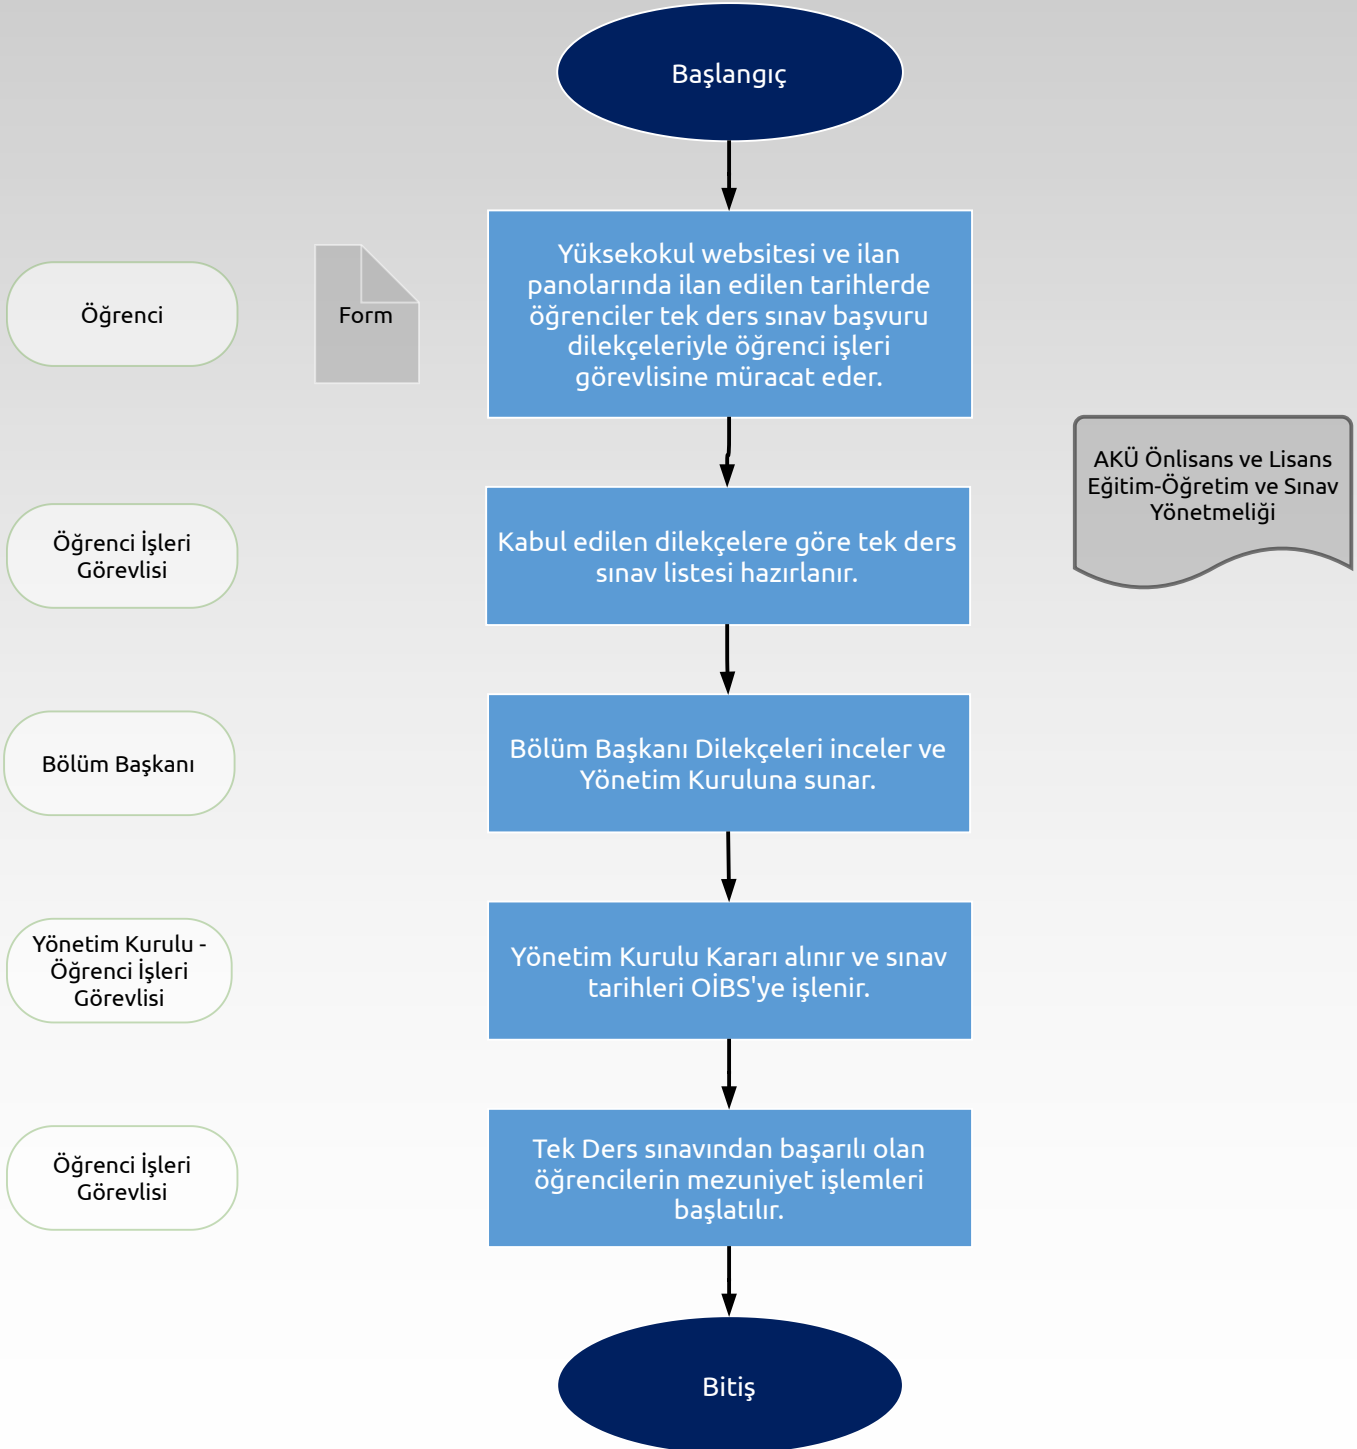 Başlangıç
Öğrenci
Form
Yüksekokul websitesi ve ilan
panolarında ilan edilen tarihlerde
öğrenciler tek ders sınav başvuru
dilekçeleriyle öğrenci işleri
görevlisine müracat eder.
AKÜ Önlisans ve Lisans
Eğitim-Öğretim ve Sınav
Yönetmeliği
Öğrenci İşleri
Görevlisi
Kabul edilen dilekçelere göre tek ders
sınav listesi hazırlanır.
Bölüm Başkanı
Bölüm Başkanı Dilekçeleri inceler ve
Yönetim Kuruluna sunar.
Yönetim Kurulu -
Öğrenci İşleri
Görevlisi
Yönetim Kurulu Kararı alınır ve sınav
tarihleri OİBS'ye işlenir.
Öğrenci İşleri
Görevlisi
Tek Ders sınavından başarılı olan
öğrencilerin mezuniyet işlemleri
başlatılır.
Bitiş